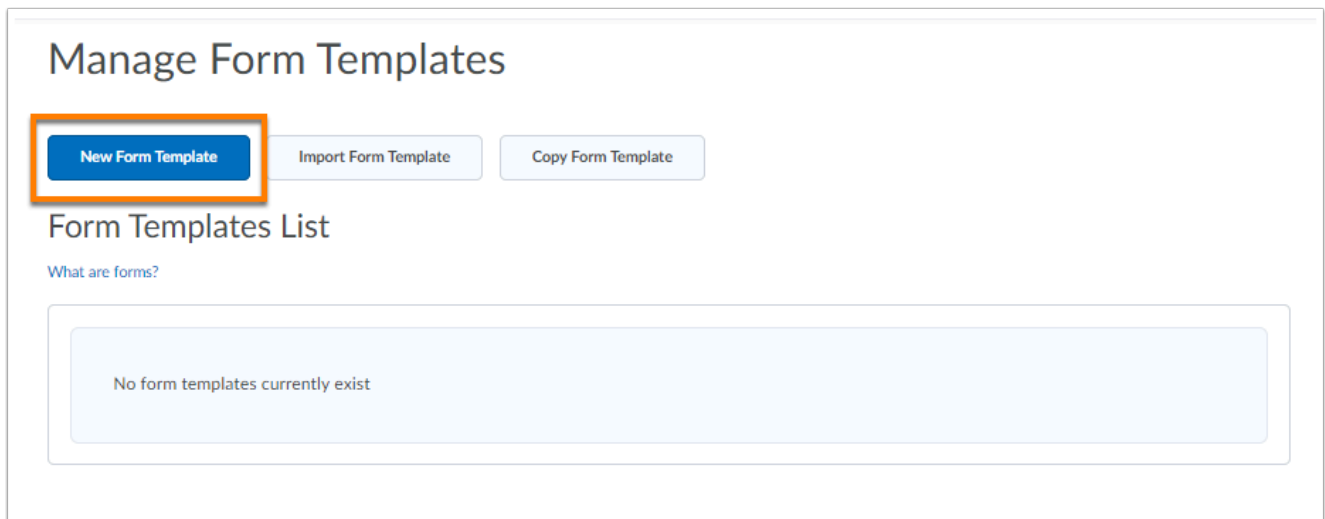 Manage Form Templates
New Form Template Import Form Template Copy Form Template
Form Templates List
What are forms?
No form templates currently exist